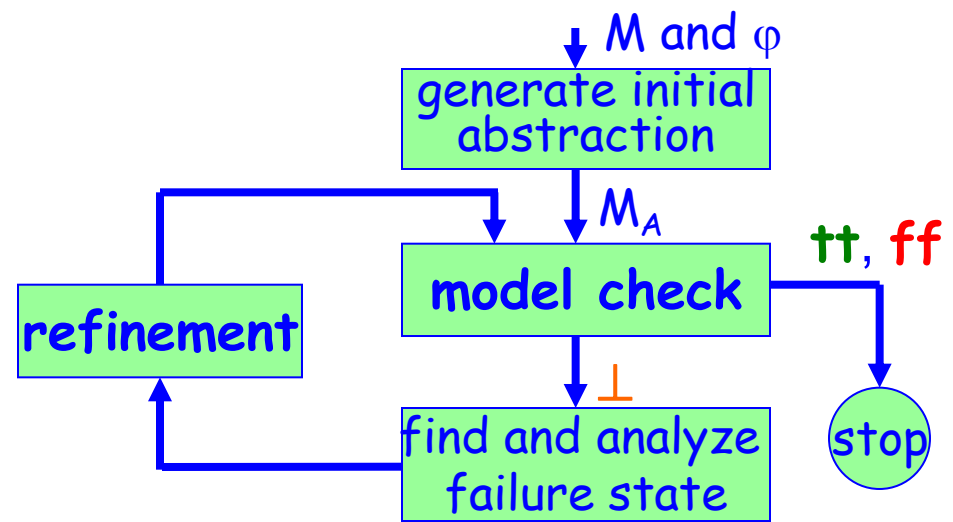 M and φ
generate initial
abstraction
M_A
tt, ff
model check
refinement
⊥
find and analyze
failure state
stop